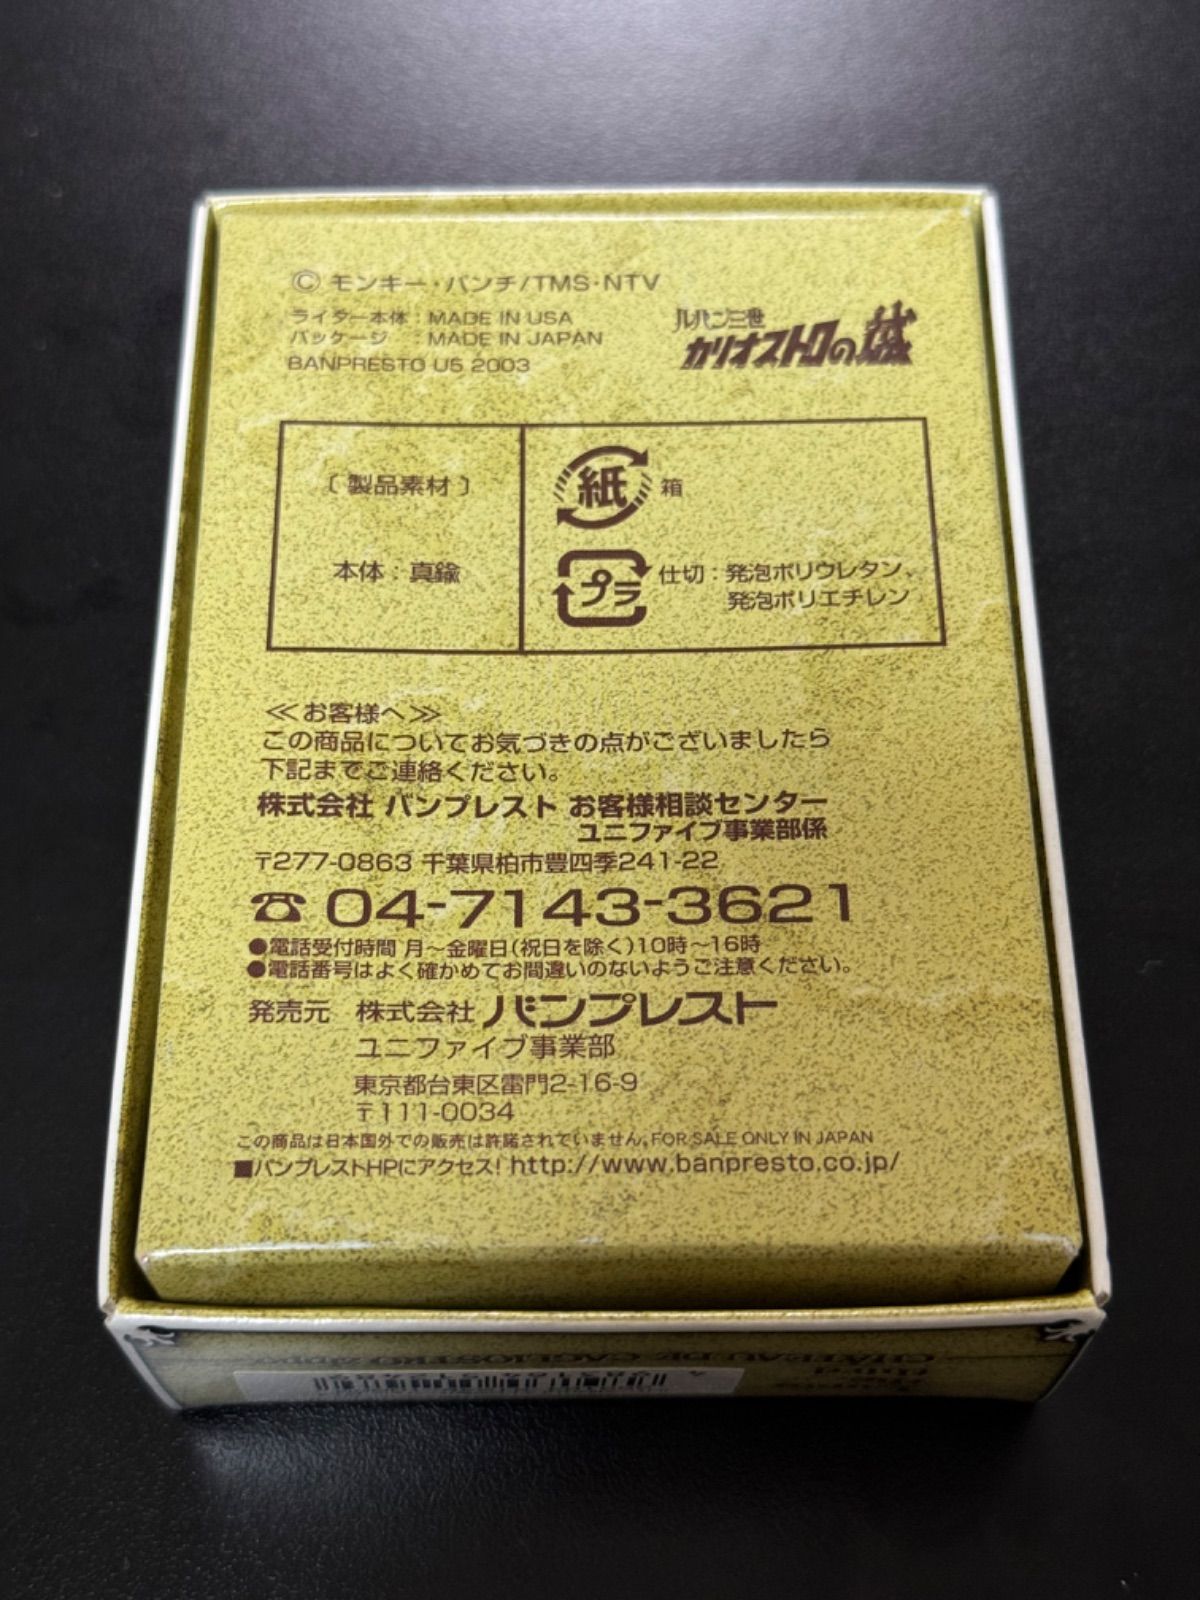 © モンキー・パンチ/TMS・NTV
ライター本体 : MADE IN USA
パッケージ : MADE IN JAPAN
BANPRESTO U5 2003
ルパン三世
カリオストロの城
〔 製品素材 〕
本体 : 真鍮
紙 箱
プラ 仕切 : 発泡ポリウレタン、
発泡ポリエチレン
≪お客様へ≫
この商品についてお気づきの点がございましたら
下記までご連絡ください。
株式会社 バンプレスト お客様相談センター
ユニファイブ事業部係
〒277-0863 千葉県柏市豊四季241-22
☎ 04-7143-3621
●電話受付時間 月～金曜日(祝日を除く)10時～16時
●電話番号はよく確かめてお間違いのないようご注意ください。
発売元 株式会社 バンプレスト
ユニファイブ事業部
東京都台東区雷門2-16-9
〒111-0034
この商品は日本国外での販売は許諾されていません。FOR SALE ONLY IN JAPAN
■バンプレストHPにアクセス! http://www.banpresto.co.jp/